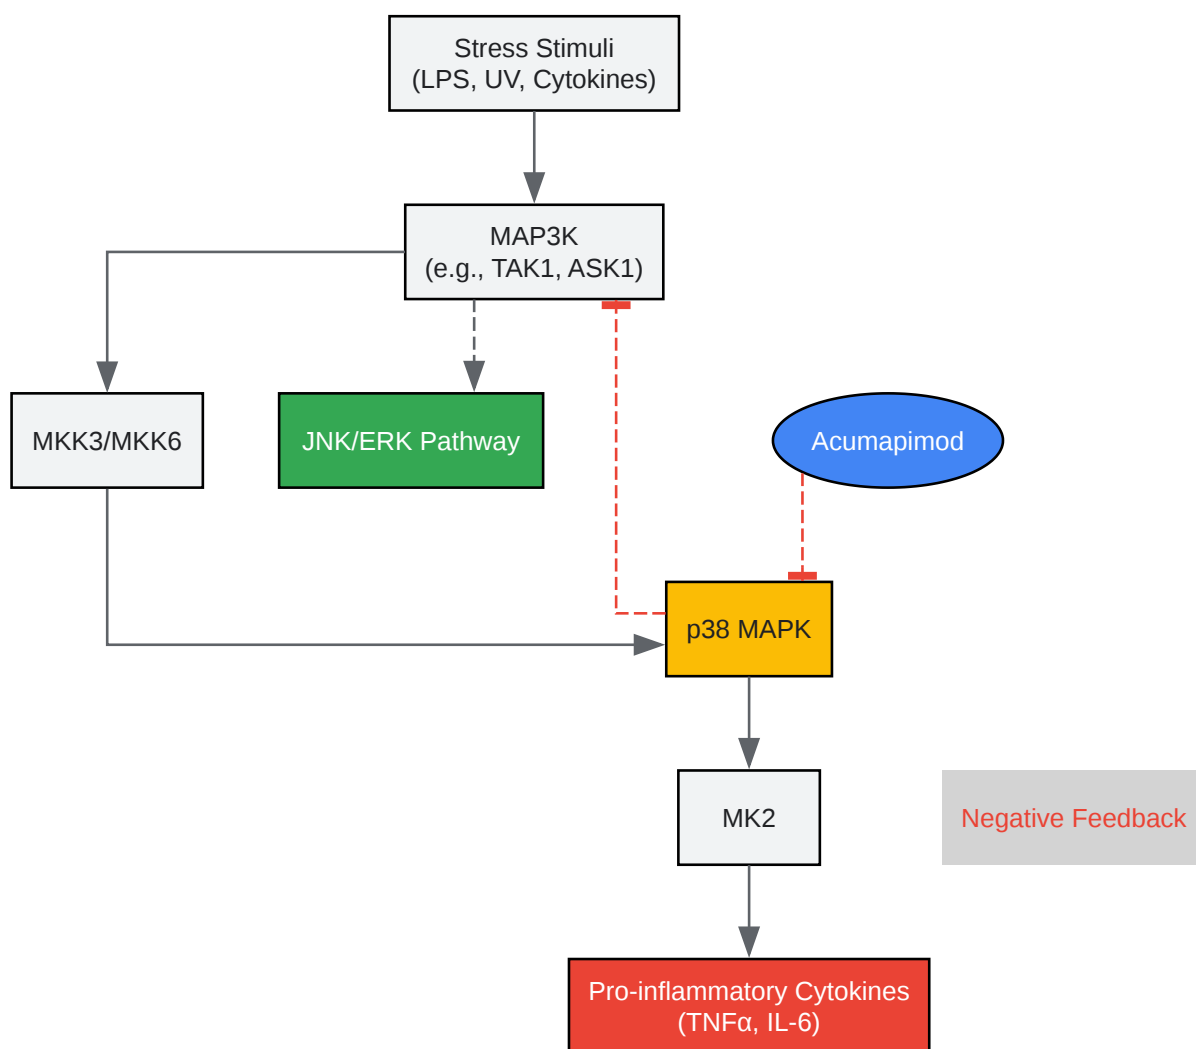 Stress Stimuli
(LPS, UV, Cytokines)
MAP3K
(e.g., TAK1, ASK1)
MKK3/MKK6
JNK/ERK Pathway
Acumapimod
p38 MAPK
MK2
Negative Feedback
Pro-inflammatory Cytokines
(TNFα, IL-6)